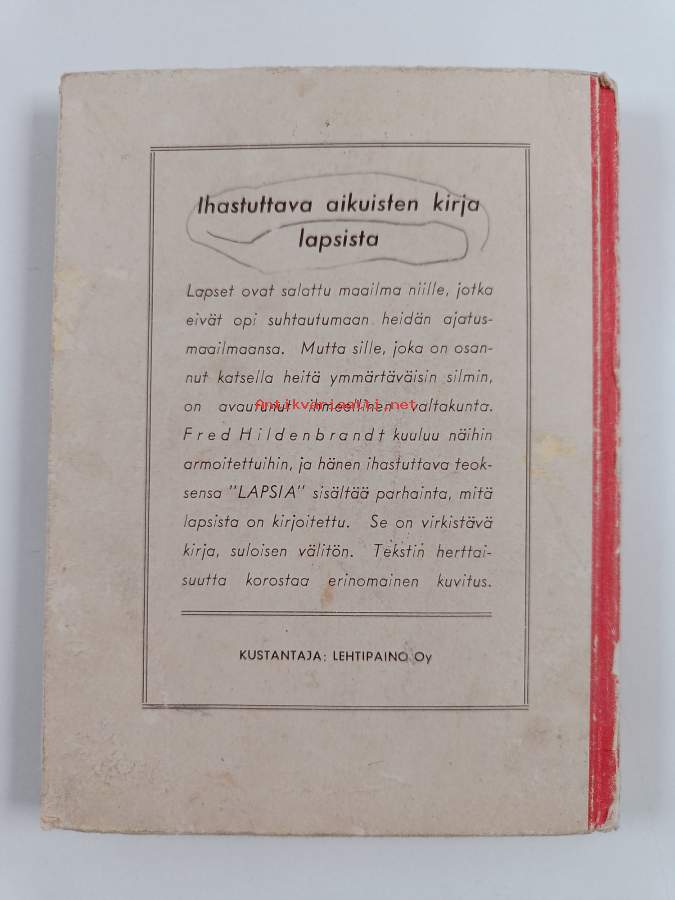 Ihastuttava aikuisten kirja
lapsista
Lapset ovat salattu maailma niille, jotka
eivät opi suhtautumaan heidän ajatus-
maailmaansa. Mutta sille, joka on osan-
nut katsella heitä ymmärtäväisin silmin,
on avautunut ihmeellinen valtakunta.
Antikvariaatti.net
Fred Hildenbrandt kuuluu näihin
armoitettuihin, ja hänen ihastuttava teok-
sensa "LAPSIA" sisältää parhainta, mitä
lapsista on kirjoitettu. Se on virkistävä
kirja, suloisen välitön. Tekstin herttai-
suutta korostaa erinomainen kuvitus.
KUSTANTAJA: LEHTIPAINO Oy